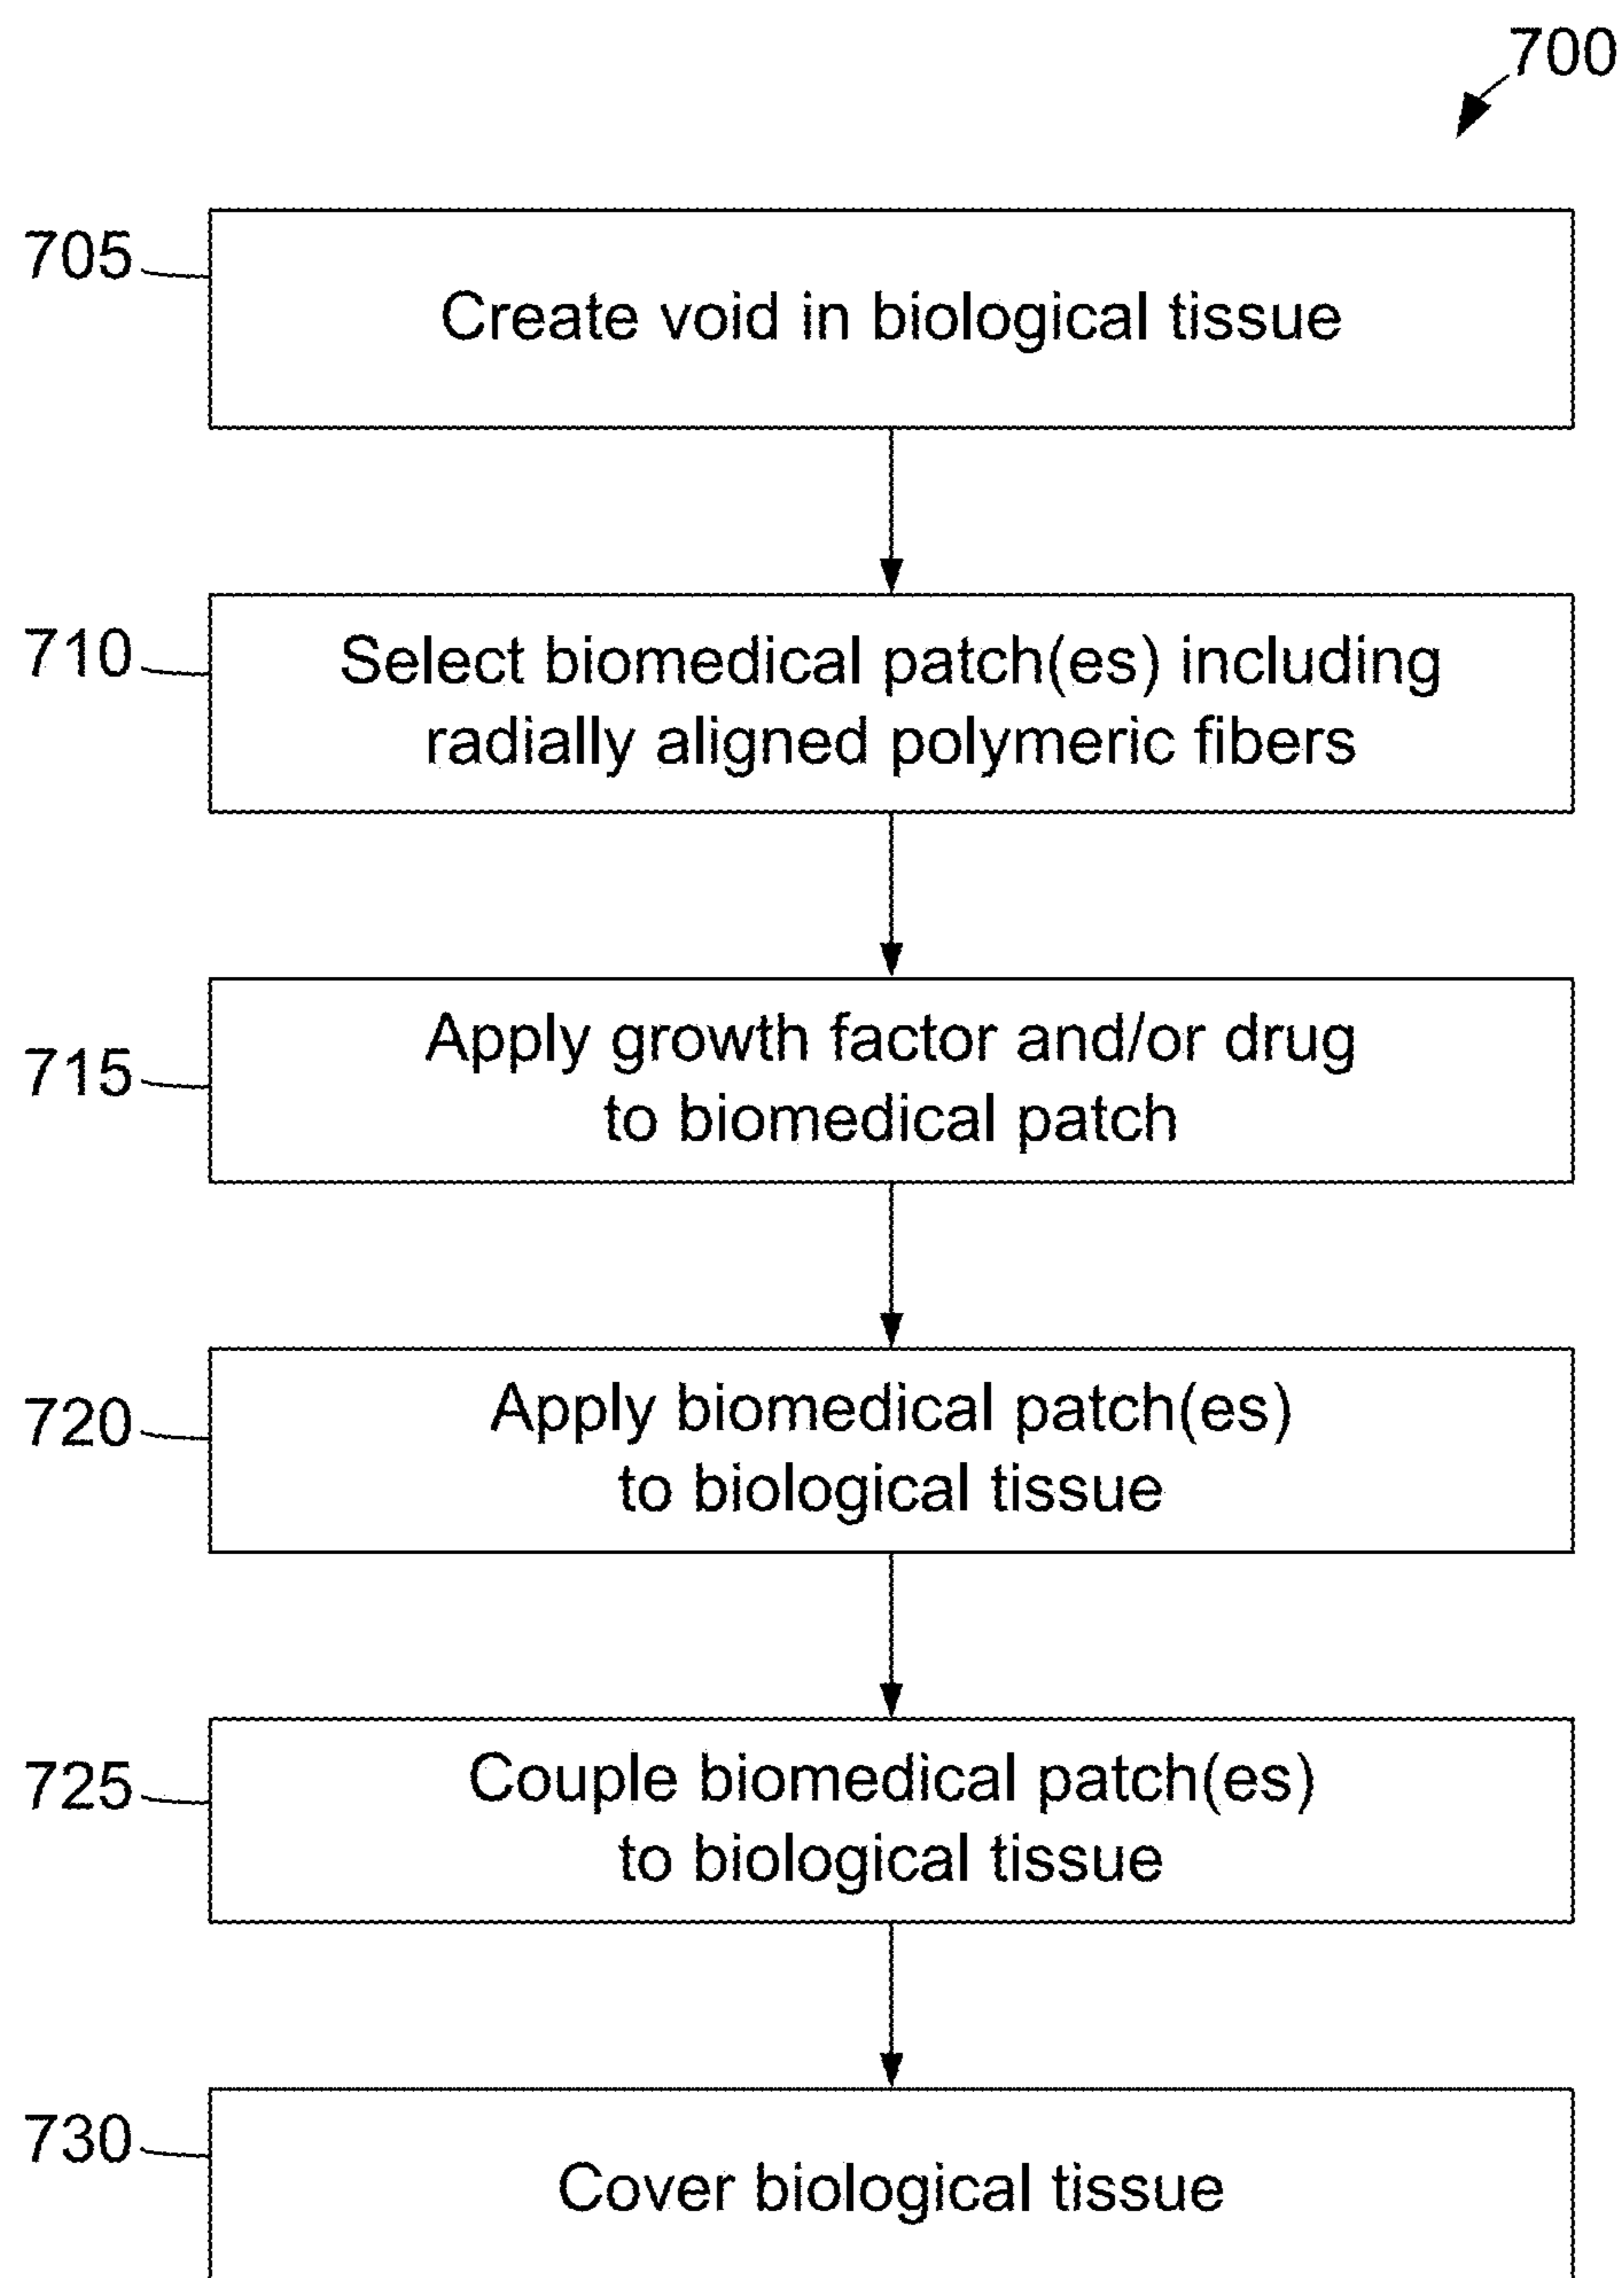 700
705
Create void in biological tissue
710
Select biomedical patch(es) including
radially aligned polymeric fibers
715
Apply growth factor and/or drug
to biomedical patch
720
Apply biomedical patch(es)
to biological tissue
725
Couple biomedical patch(es)
to biological tissue
730
Cover biological tissue